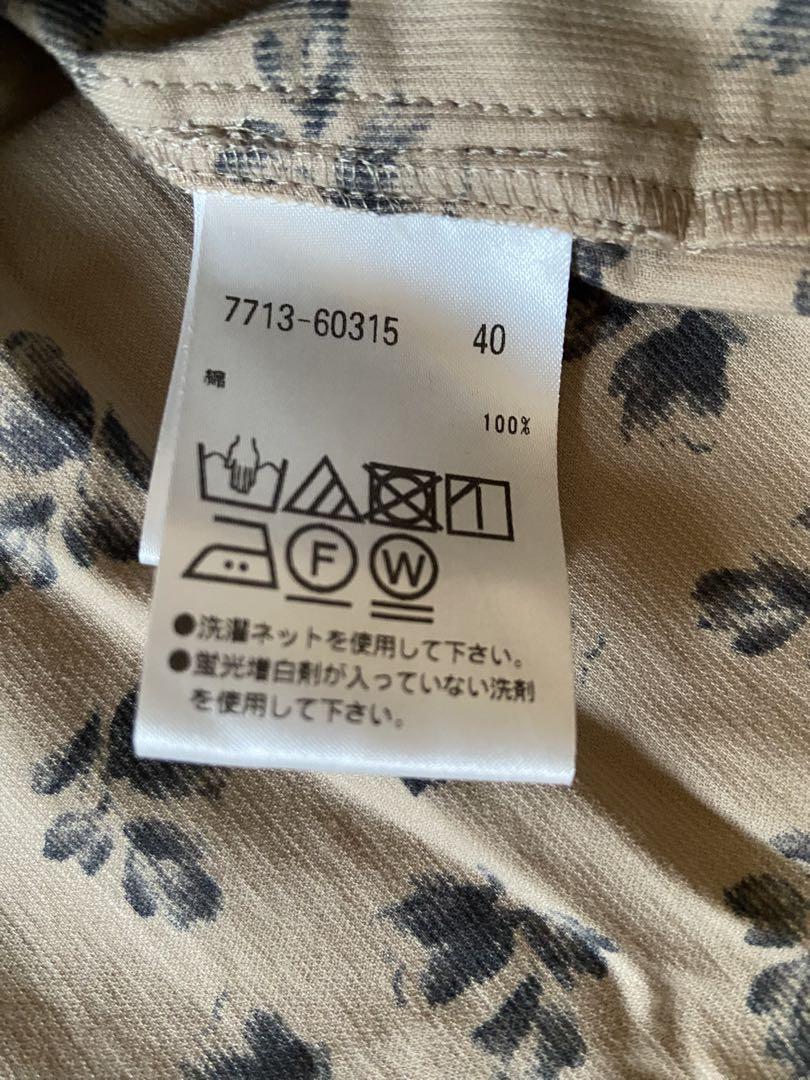 7713-60315 40
綿
100%
F W
●洗濯ネットを使用して下さい。
●蛍光増白剤が入っていない洗剤
を使用して下さい。